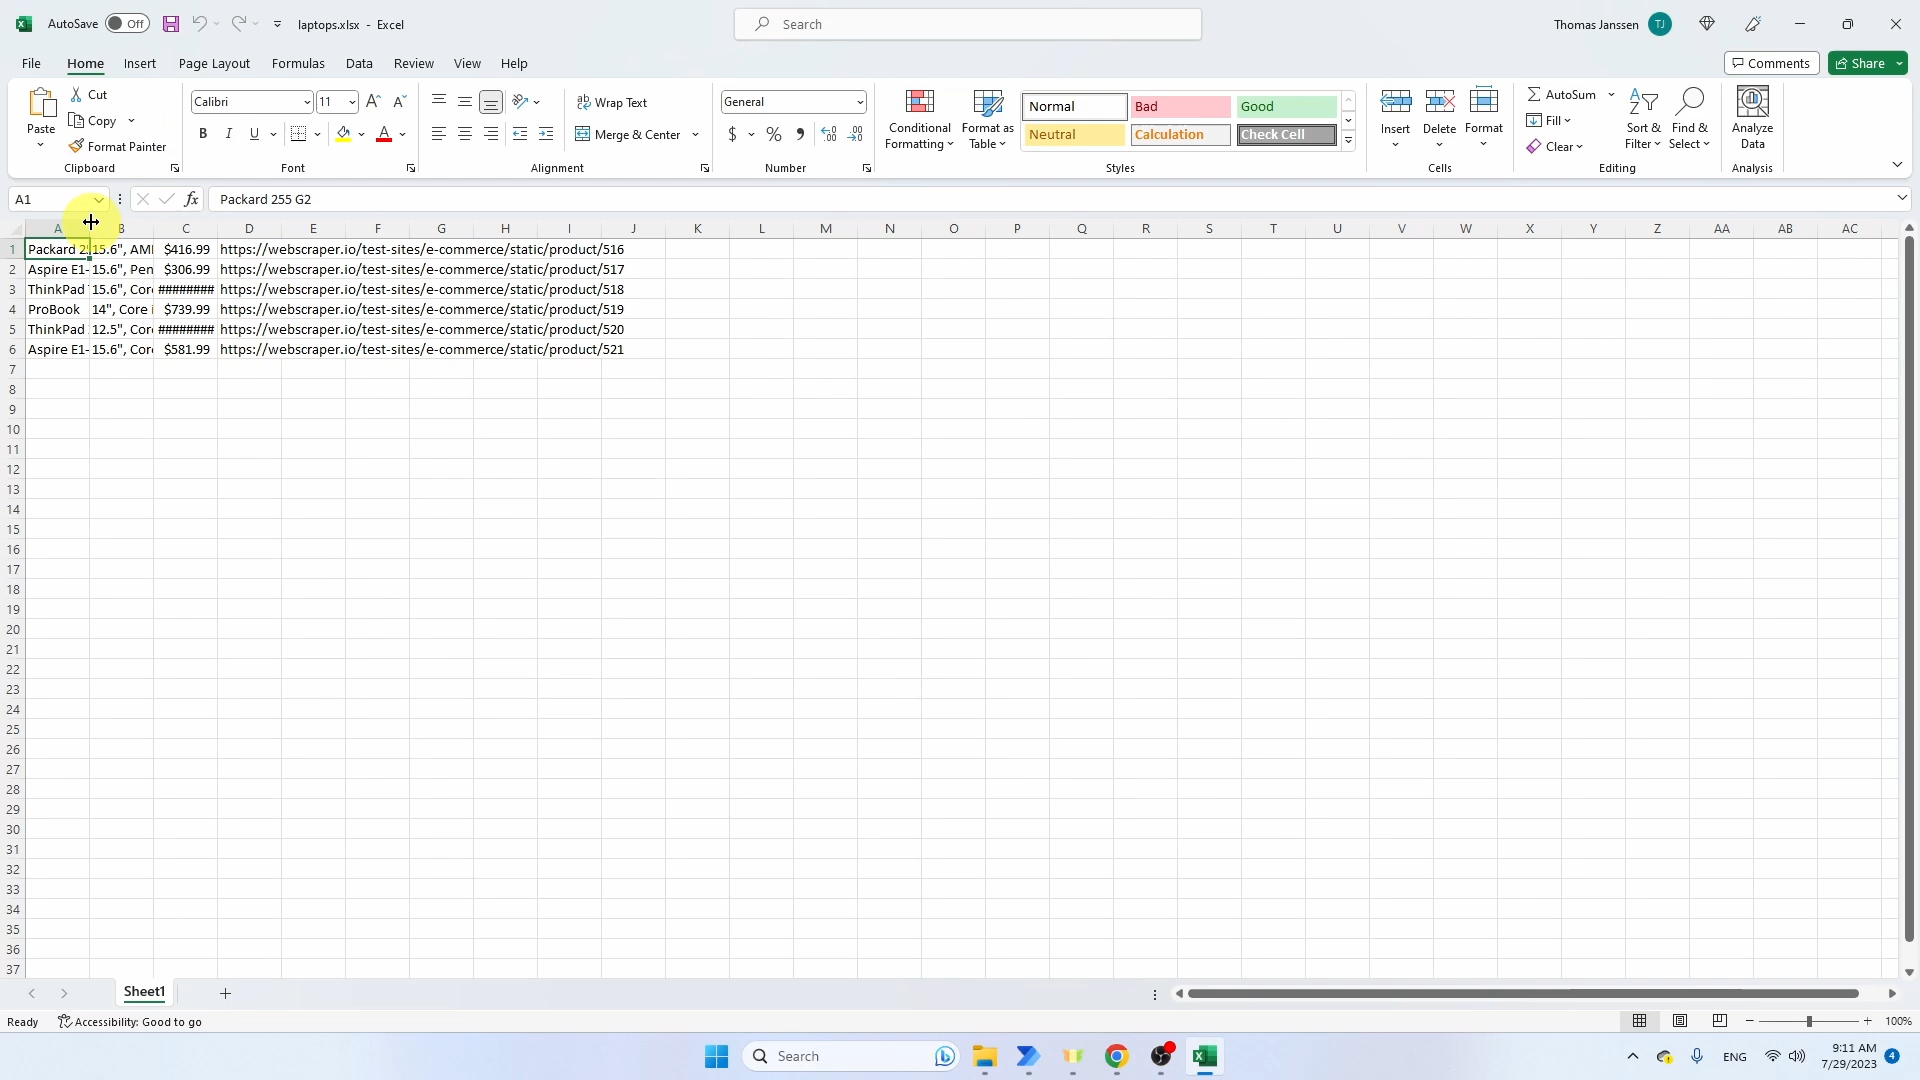 AutoSave Off laptops.xlsx - Excel Search Thomas Janssen TJ
File Home Insert Page Layout Formulas Data Review View Help Comments Share
Paste Cut Copy Format Painter
Clipboard
Calibri 11
B I U A
Font
Wrap Text
Merge & Center
Alignment
General
$ % ,
Number
Conditional Formatting
Format as Table
Normal Bad Good
Neutral Calculation Check Cell
Styles
Insert Delete Format
Cells
AutoSum
Fill
Clear
Sort & Filter
Find & Select
Editing
Analyze Data
Analysis
A1 fx Packard 255 G2
A B C D E F G H I J K L M N O P Q R S T U V W X Y Z AA AB AC
1 Packard 2 15.6", AM $416.99 https://webscraper.io/test-sites/e-commerce/static/product/516
2 Aspire E1- 15.6", Pen $306.99 https://webscraper.io/test-sites/e-commerce/static/product/517
3 ThinkPad 15.6", Cor ######## https://webscraper.io/test-sites/e-commerce/static/product/518
4 ProBook 14", Core i $739.99 https://webscraper.io/test-sites/e-commerce/static/product/519
5 ThinkPad 12.5", Cor ######## https://webscraper.io/test-sites/e-commerce/static/product/520
6 Aspire E1- 15.6", Cor $581.99 https://webscraper.io/test-sites/e-commerce/static/product/521
7
8
9
10
11
12
13
14
15
16
17
18
19
20
21
22
23
24
25
26
27
28
29
30
31
32
33
34
35
36
37
Sheet1
Ready Accessibility: Good to go 100%
Search ENG 9:11 AM 4
7/29/2023